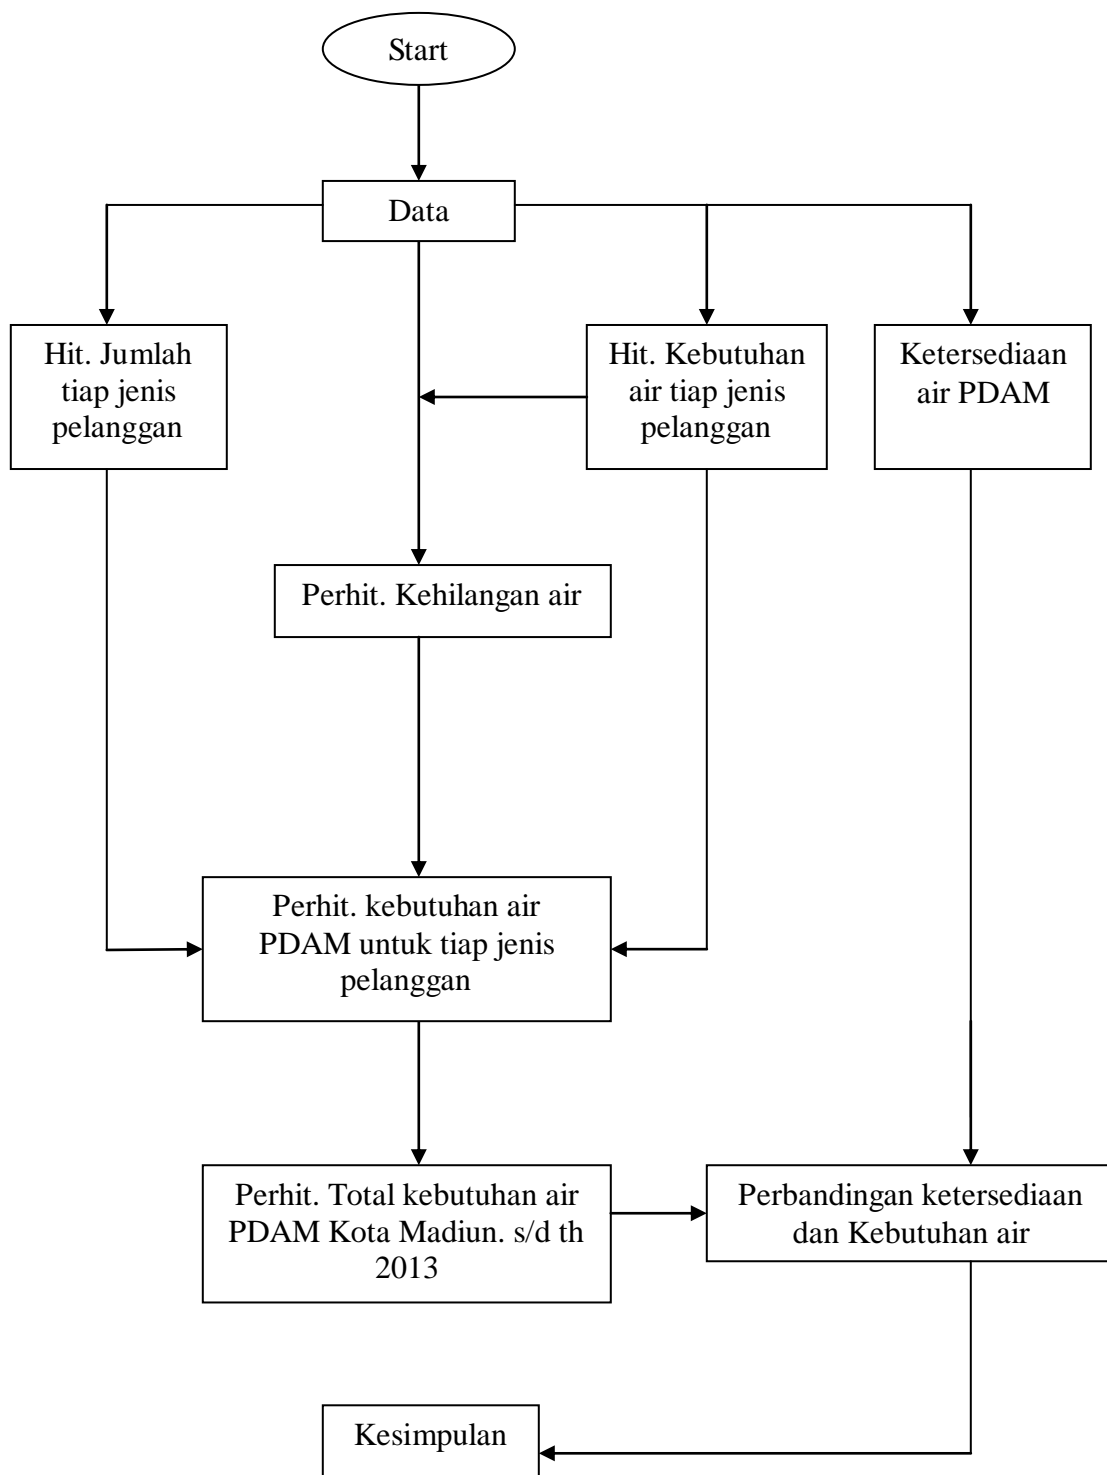 Start
Data
Hit. Jumlah
tiap jenis
pelanggan
Hit. Kebutuhan
air tiap jenis
pelanggan
Ketersediaan
air PDAM
Perhit. Kehilangan air
Perhit. kebutuhan air
PDAM untuk tiap jenis
pelanggan
Perhit. Total kebutuhan air
PDAM Kota Madiun. s/d th
2013
Perbandingan ketersediaan
dan Kebutuhan air
Kesimpulan